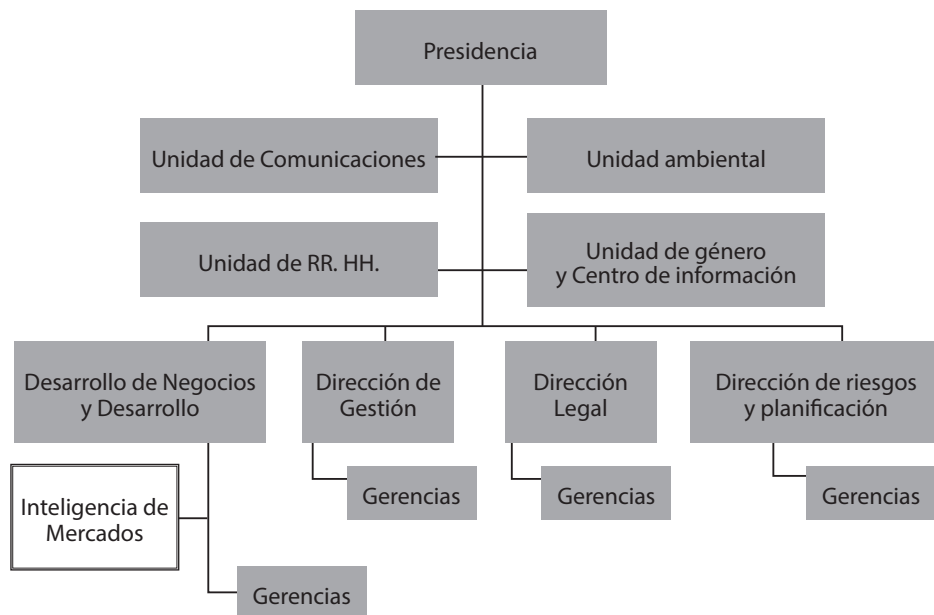 Presidencia
Unidad de Comunicaciones
Unidad ambiental
Unidad de RR. HH.
Unidad de género
y Centro de información
Desarrollo de Negocios
y Desarrollo
Dirección de
Gestión
Dirección
Legal
Dirección de riesgos
y planificación
Inteligencia de
Mercados
Gerencias
Gerencias
Gerencias
Gerencias